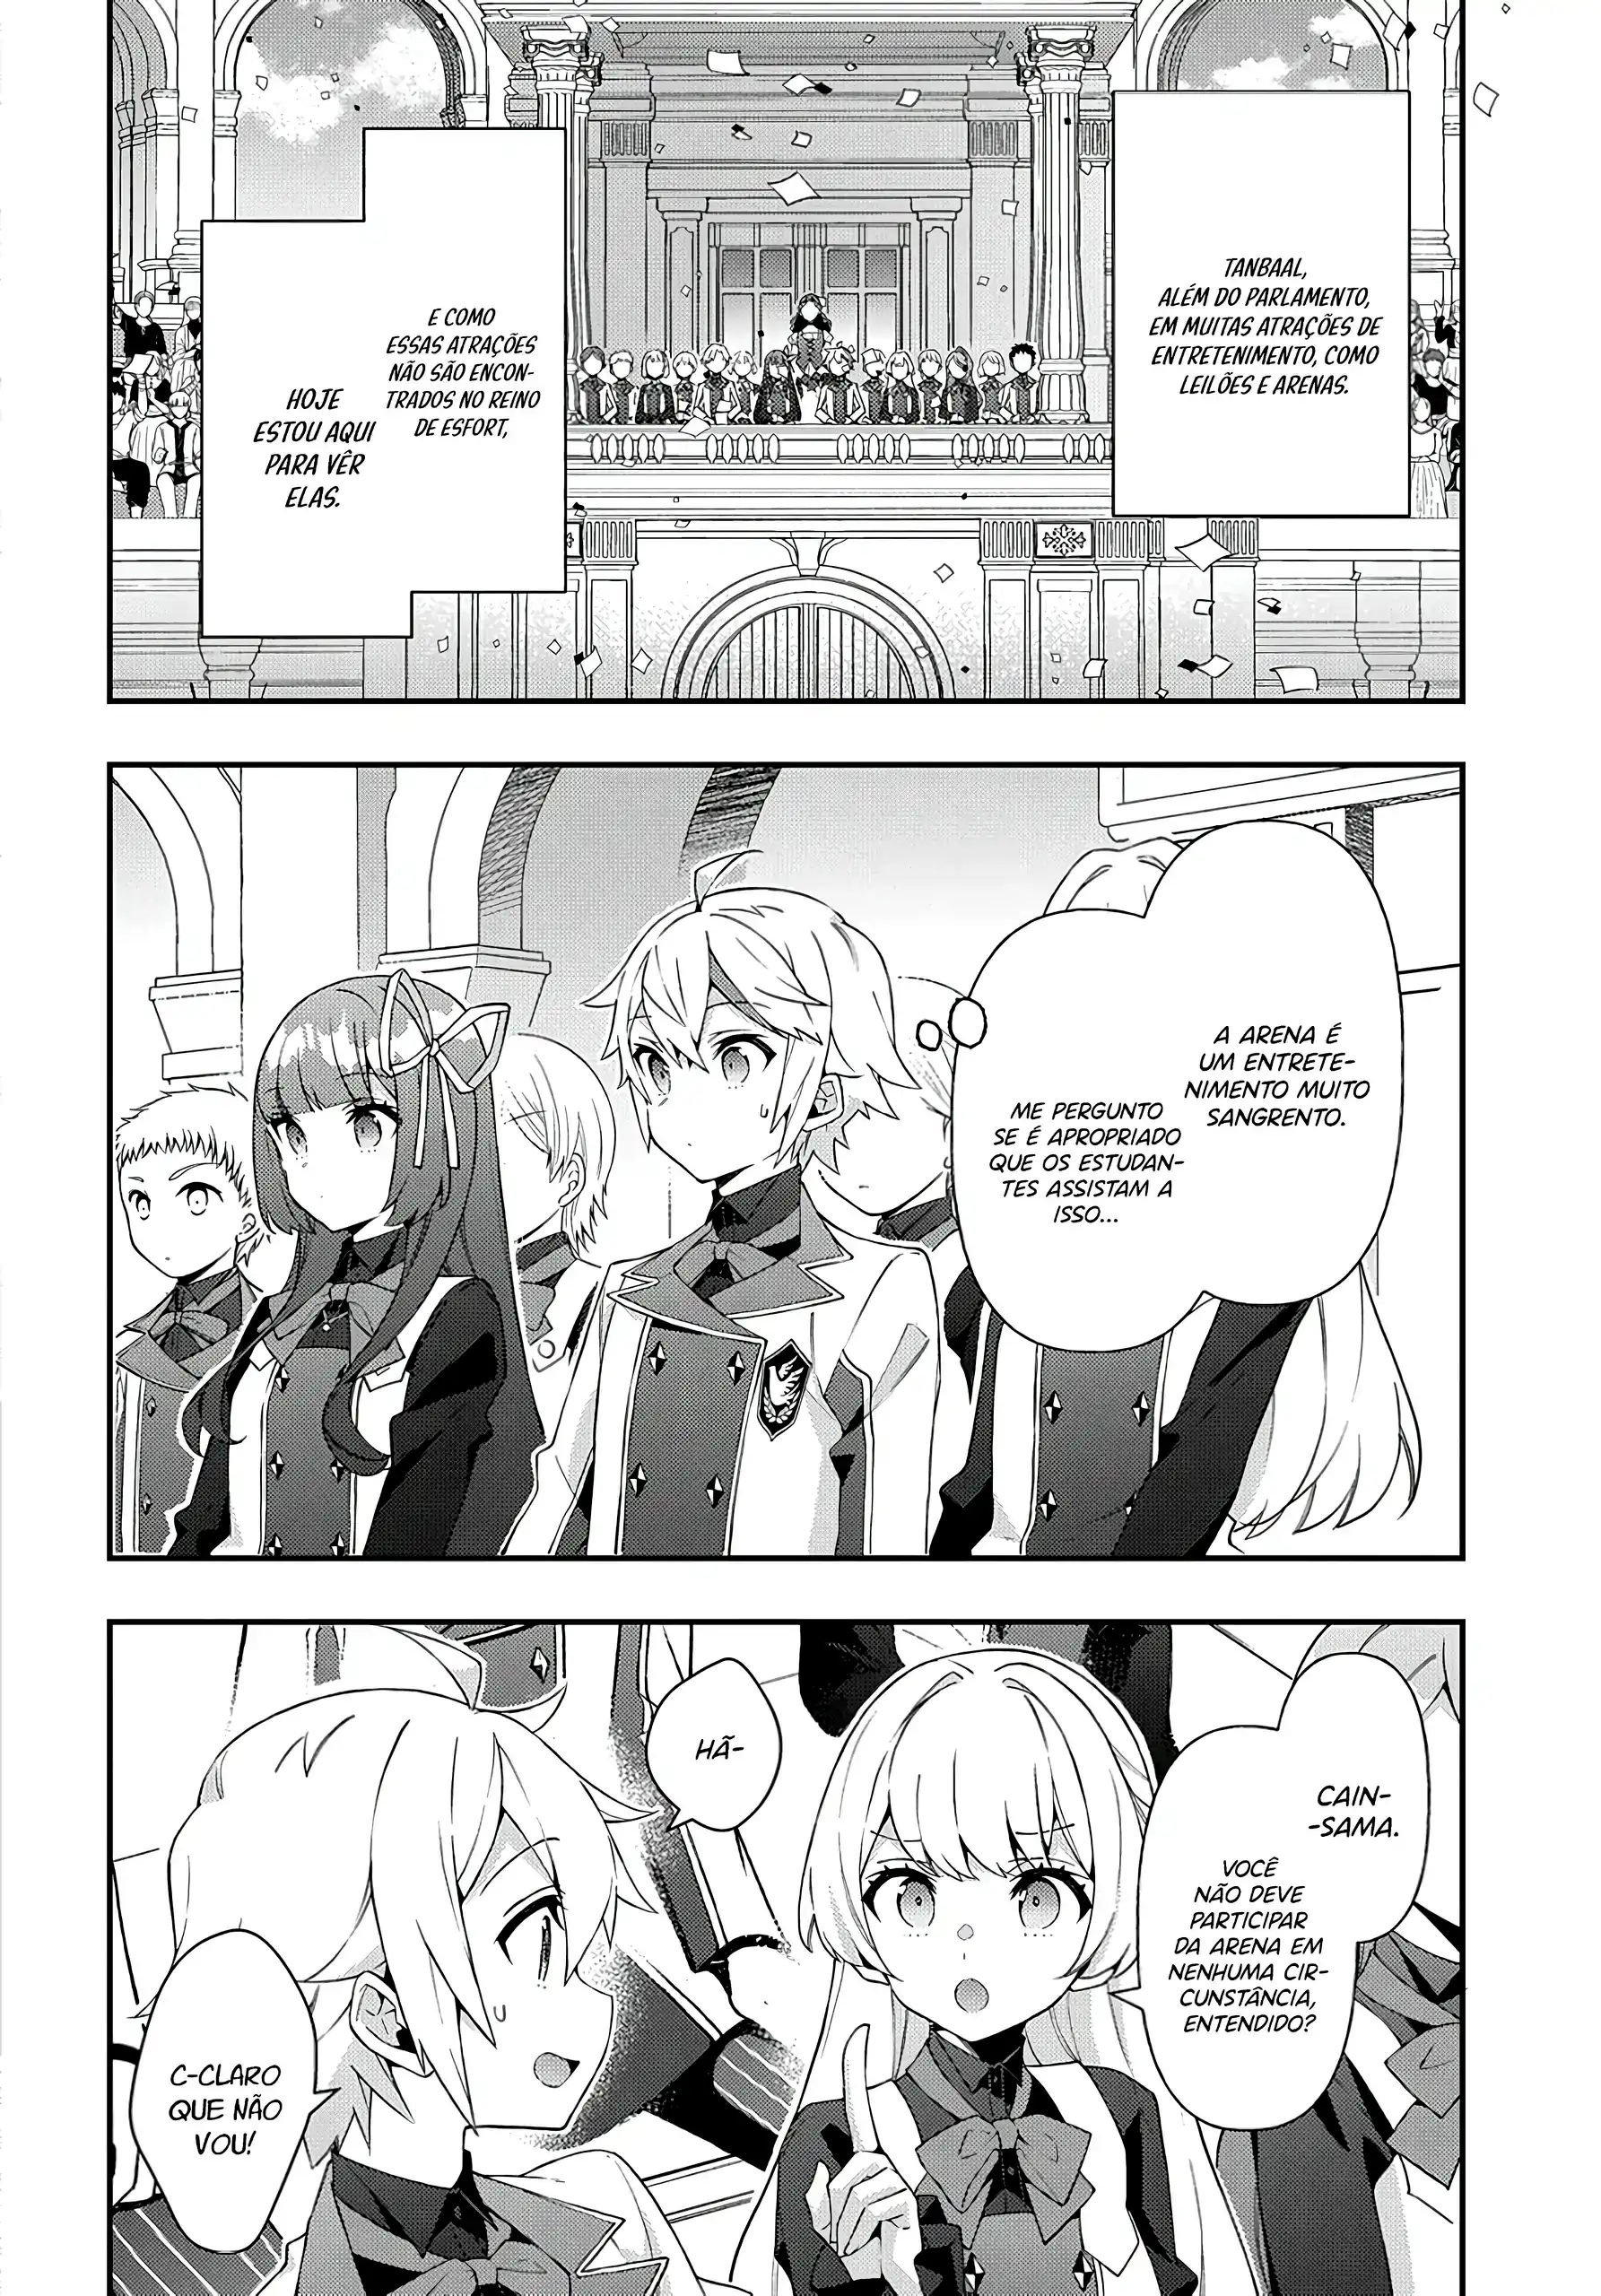 TANBAAL,
ALÉM DO PARLAMENTO,
EM MUITAS ATRAÇÕES DE
ENTRETENIMENTO, COMO
LEILÕES E ARENAS.
E COMO
ESSAS ATRAÇÕES
NÃO SÃO ENCON-
TRADOS NO REINO
DE ESFORT,
HOJE
ESTOU AQUI
PARA VÊR
ELAS.
A ARENA É
UM ENTRETE-
NIMENTO MUITO
SANGRENTO.
ME PERGUNTO
SE É APROPRIADO
QUE OS ESTUDAN-
TES ASSISTAM A
ISSO...
CAIN-
-SAMA.
VOCÊ
NÃO DEVE
PARTICIPAR
DA ARENA EM
NENHUMA CIR-
CUNSTÂNCIA,
ENTENDIDO?
HÃ-
C-CLARO
QUE NÃO
VOU!